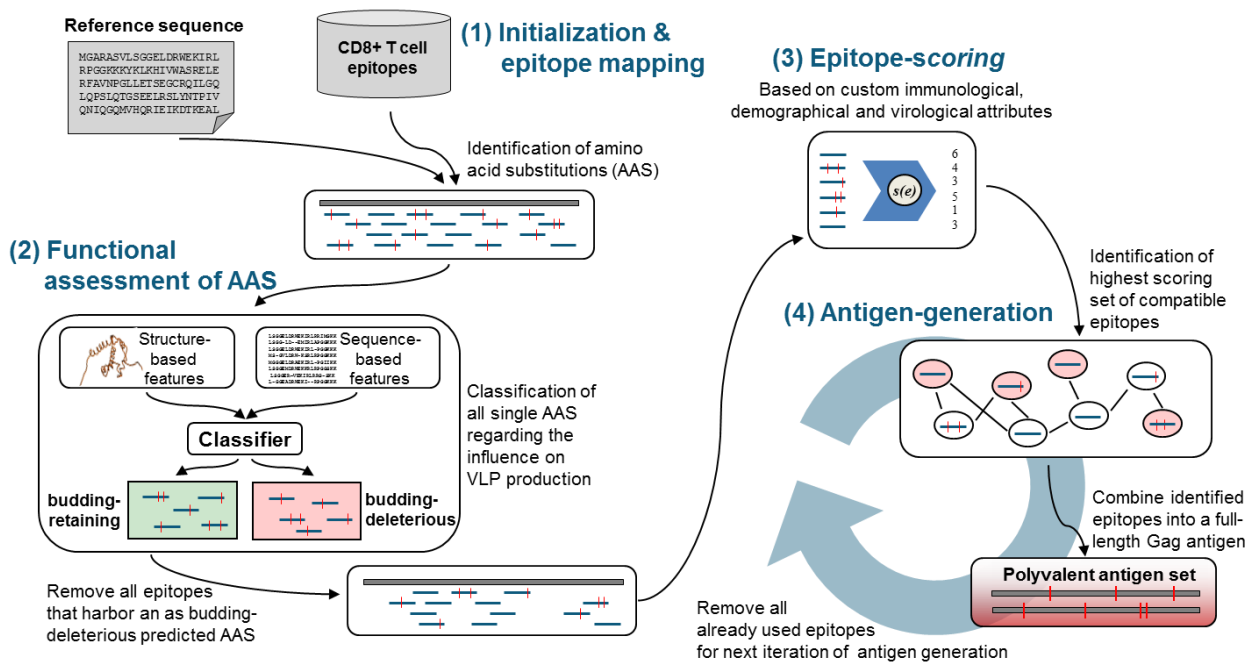 Reference sequence
MGARASVLSGGELDRWEKIRL
RPGGKKKYKLKHIVWASRELE
RFAVNPGLLETSEGCRQILGQ
LQPSLQTGSEELRSLYNTPIV
QNIQGQMVHQRIEIKDTKEAL
CD8+ T cell
epitopes
(1) Initialization &
epitope mapping
Identification of amino
acid substitutions (AAS)
(2) Functional
assessment of AAS
Structure-
based
features
Sequence-
based
features
Classifier
budding-
retaining
budding-
deleterious
Classification of
all single AAS
regarding the
influence on
VLP production
Remove all epitopes
that harbor an as budding-
deleterious predicted AAS
(3) Epitope-scoring
Based on custom immunological,
demographical and virological attributes
s(e)
6
4
3
5
1
3
Identification of
highest scoring
set of compatible
epitopes
(4) Antigen-generation
Combine identified
epitopes into a full-
length Gag antigen
Polyvalent antigen set
Remove all
already used epitopes
for next iteration of antigen generation